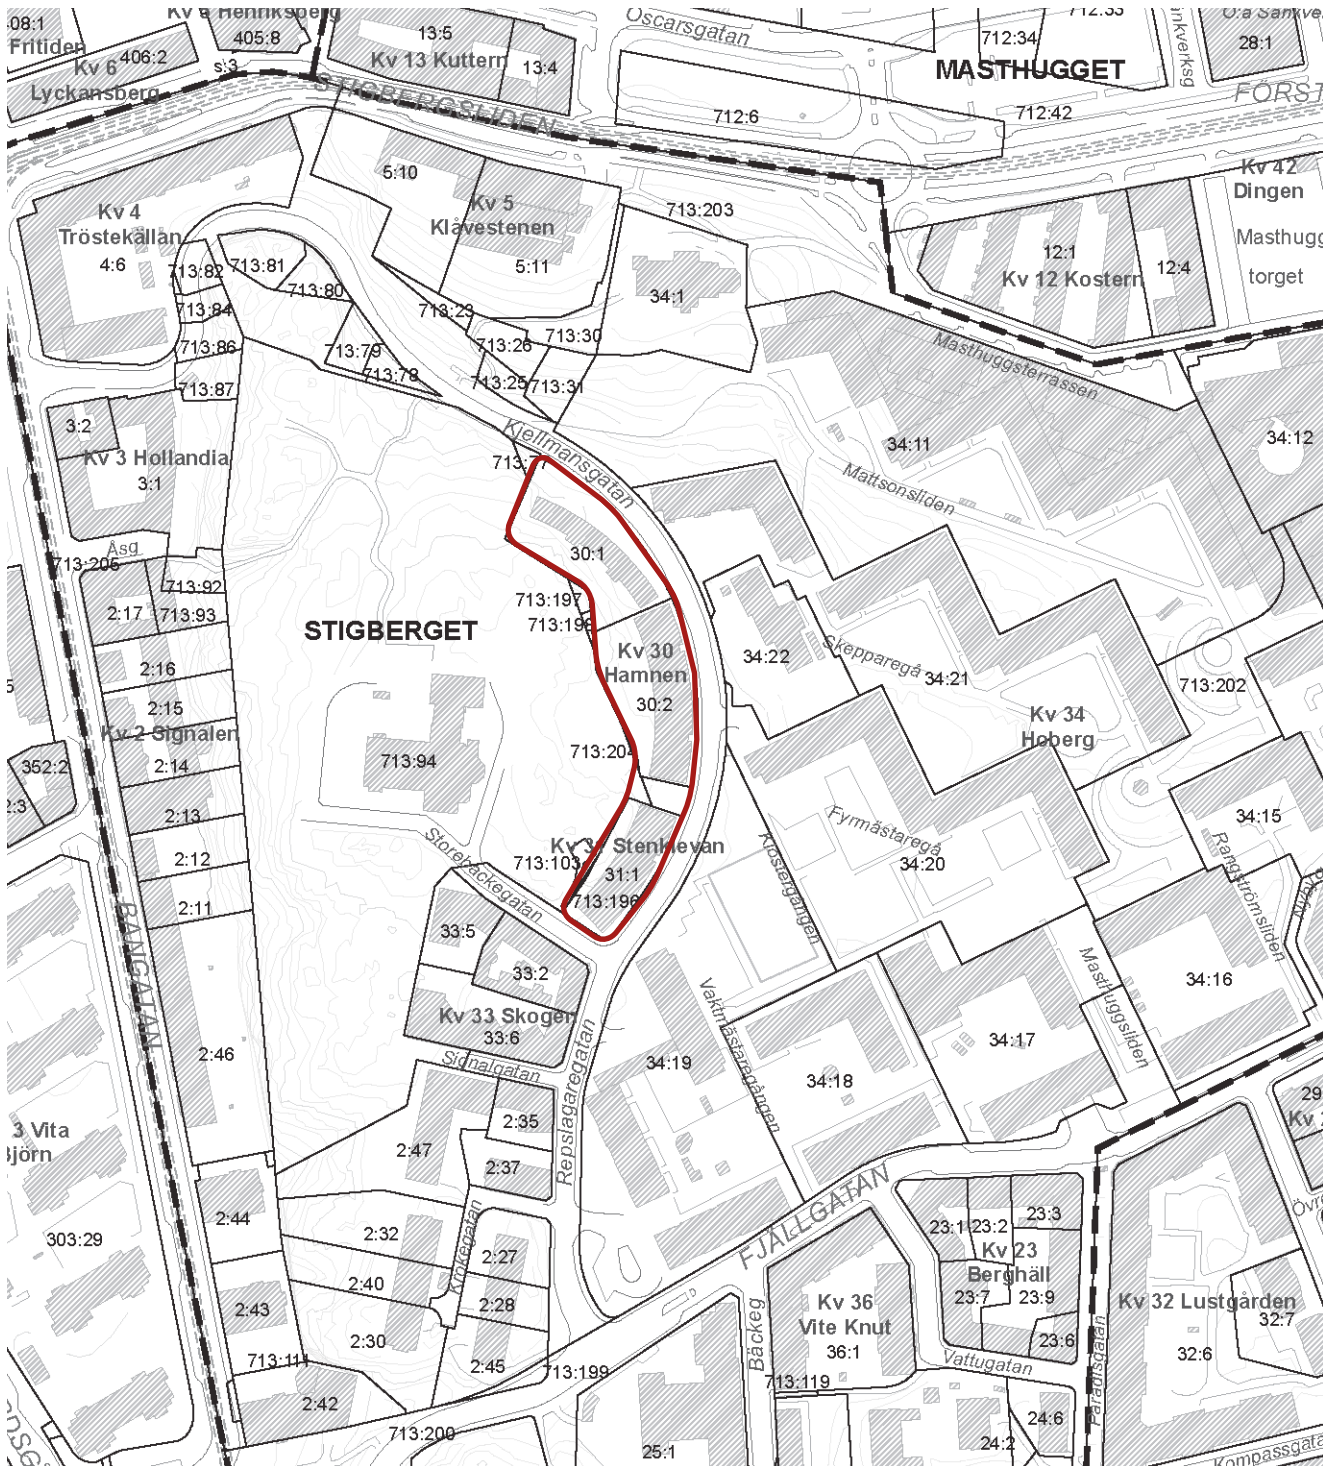 408:1
Fritiden
Kv 6
Lyckansberg
406:2
405:8
s:3
13:5
Kv 13 Kuttern
13:4
STIGBERGSLIDEN
Oscarsgatan
712:33
712:34
MASTHUGGET
712:6
712:42
28:1
Kv 42
Dingen
torget
Kv 4
Tröstekällan
4:6
5:10
Kv 5
Klåvestenen
5:11
713:203
12:1
Kv 12 Kostern
12:4
713:82
713:81
713:80
713:84
713:86
713:87
713:79
713:78
713:23
713:26
713:30
713:25
713:31
34:1
Masthuggsterrassen
3:2
Kv 3 Hollandia
3:1
Kjellmansgatan
34:11
34:12
Mattsonsliden
Åsg
713:205
713:92
713:93
2:17
2:16
2:15
Kv 2 Signalen
2:14
2:13
2:12
2:11
352:2
30:1
713:197
STIGBERGET
Kv 30
Hamnen
30:2
713:204
713:94
34:22
Skepparegå
34:21
Kv 34
Hoberg
713:202
34:15
Fyrmästaregå
34:20
Klostergången
Rangströmsliden
Storebackegatan
713:103
31:1
713:196
33:5
33:2
Kv 33 Skogen
33:6
Signalgatan
BANGATAN
2:46
Repslagaregatan
34:19
Vaktmästaregången
34:18
34:17
Masthuggsliden
34:16
2:47
2:35
2:37
3 Vita
Björn
303:29
2:44
2:43
2:32
2:40
2:30
2:27
2:28
2:45
Krokegatan
FJÄLLGATAN
23:1
23:2
23:3
Kv 23
Berghäll
23:7
23:9
23:6
Kv 36
Vite Knut
36:1
Bäckeg
Vattugatan
Paradisgatan
Kv 32 Lustgården
32:6
32:7
713:111
2:42
713:199
713:200
713:119
25:1
24:2
24:6